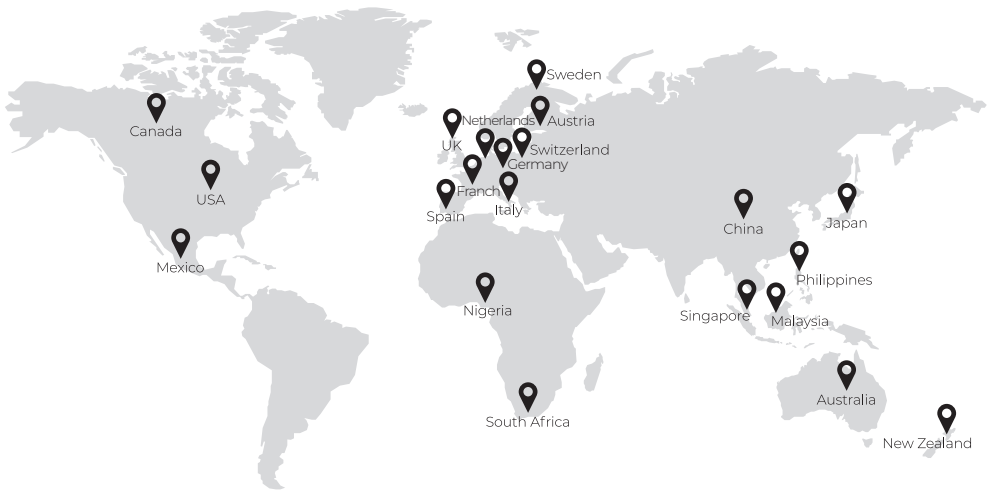 Sweden
Canada
Netherlands
Austria
UK
Switzerland
Germany
Franch
USA
Italy
Spain
Japan
China
Mexico
Philippines
Nigeria
Singapore
Malaysia
Australia
South Africa
New Zealand